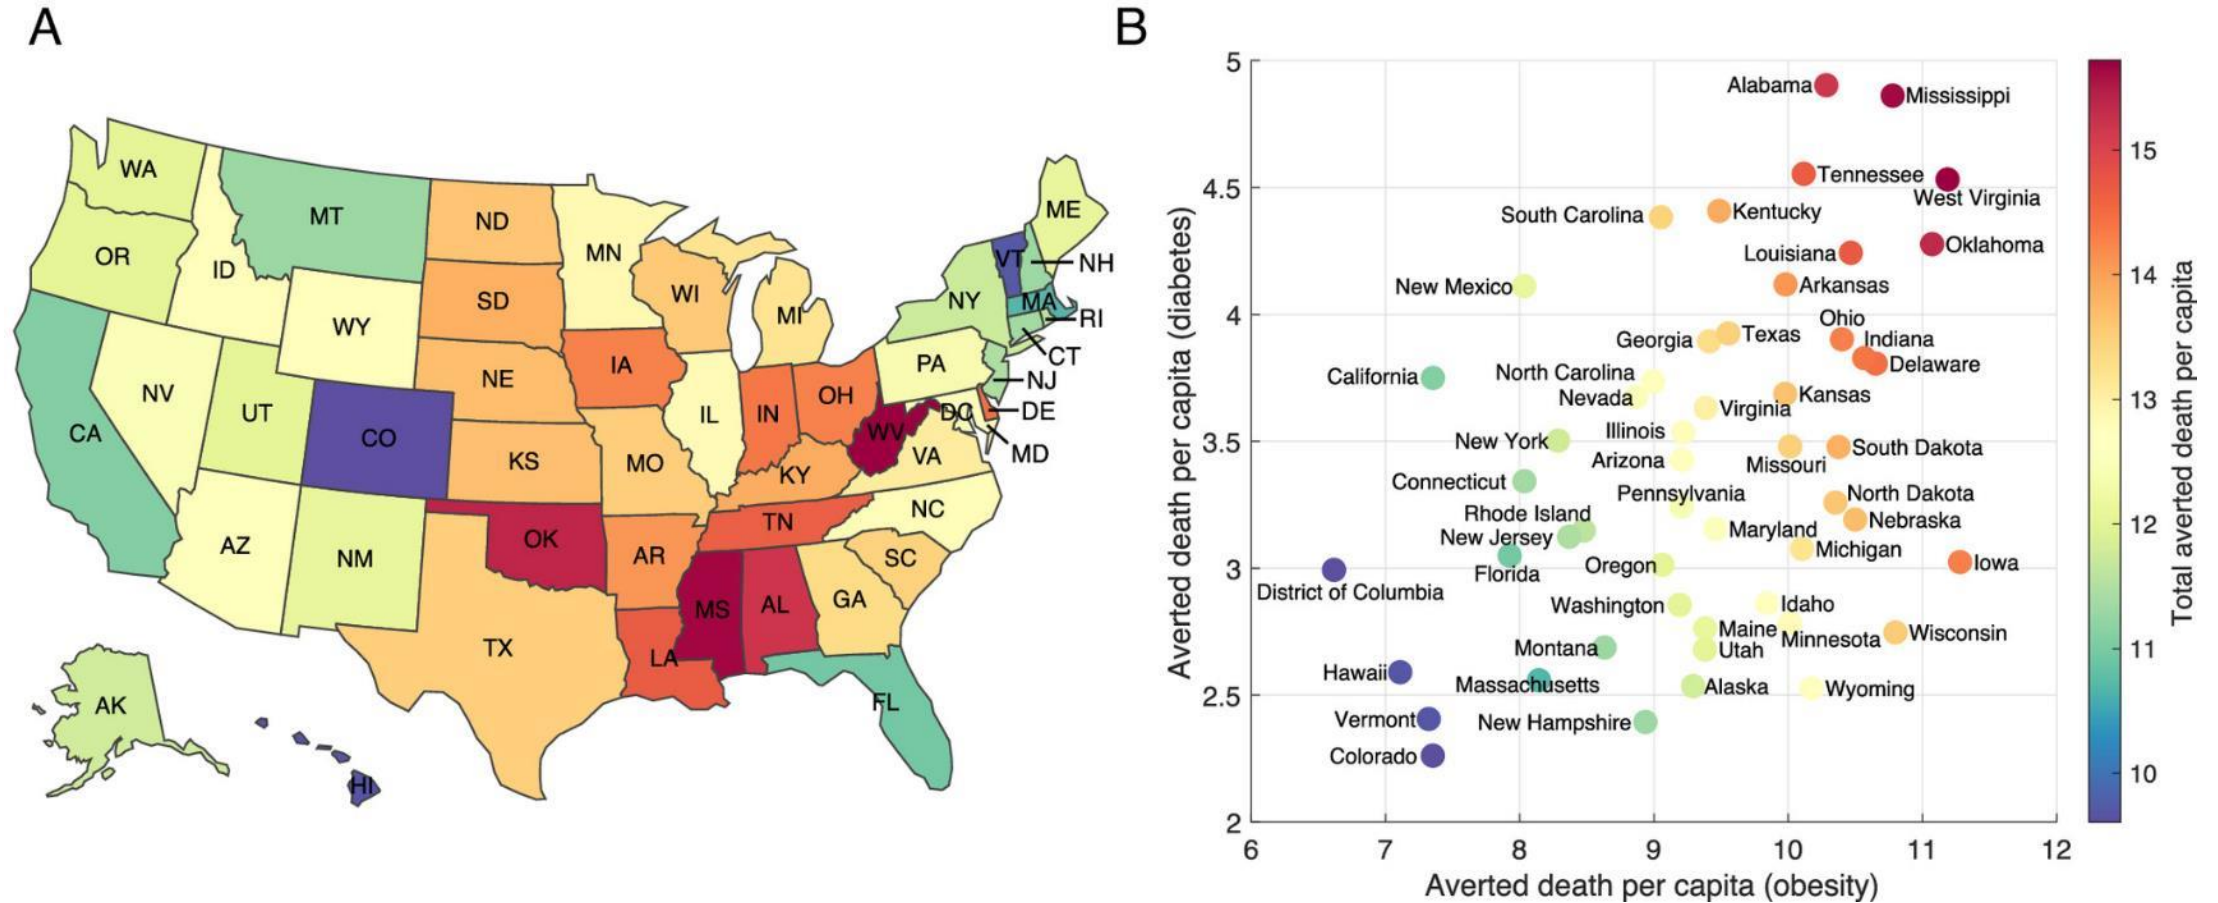 A
WA
MT
ND
MN
ME
OR
ID
SD
WI
MI
NY
VT
NH
MA
RI
CT
WY
IA
PA
NJ
NV
UT
NE
IL
IN
OH
DE
DC
CA
CO
KS
MO
WV
VA
MD
KY
AZ
NM
OK
AR
TN
NC
SC
MS
AL
GA
TX
LA
FL
AK
HI
B
Averted death per capita (diabetes)
5
4.5
4
3.5
3
2.5
2
Alabama
Mississippi
Tennessee
West Virginia
South Carolina
Kentucky
Oklahoma
Louisiana
New Mexico
Arkansas
Ohio
Georgia
Texas
Indiana
Delaware
California
North Carolina
Nevada
Kansas
Virginia
Illinois
New York
South Dakota
Arizona
Missouri
Connecticut
Pennsylvania
North Dakota
Rhode Island
Nebraska
New Jersey
Maryland
Michigan
Florida
Oregon
Iowa
District of Columbia
Washington
Idaho
Maine
Minnesota
Wisconsin
Montana
Utah
Hawaii
Massachusetts
Alaska
Wyoming
Vermont
New Hampshire
Colorado
6 7 8 9 10 11 12
Averted death per capita (obesity)
15
14
13
12
11
10
Total averted death per capita